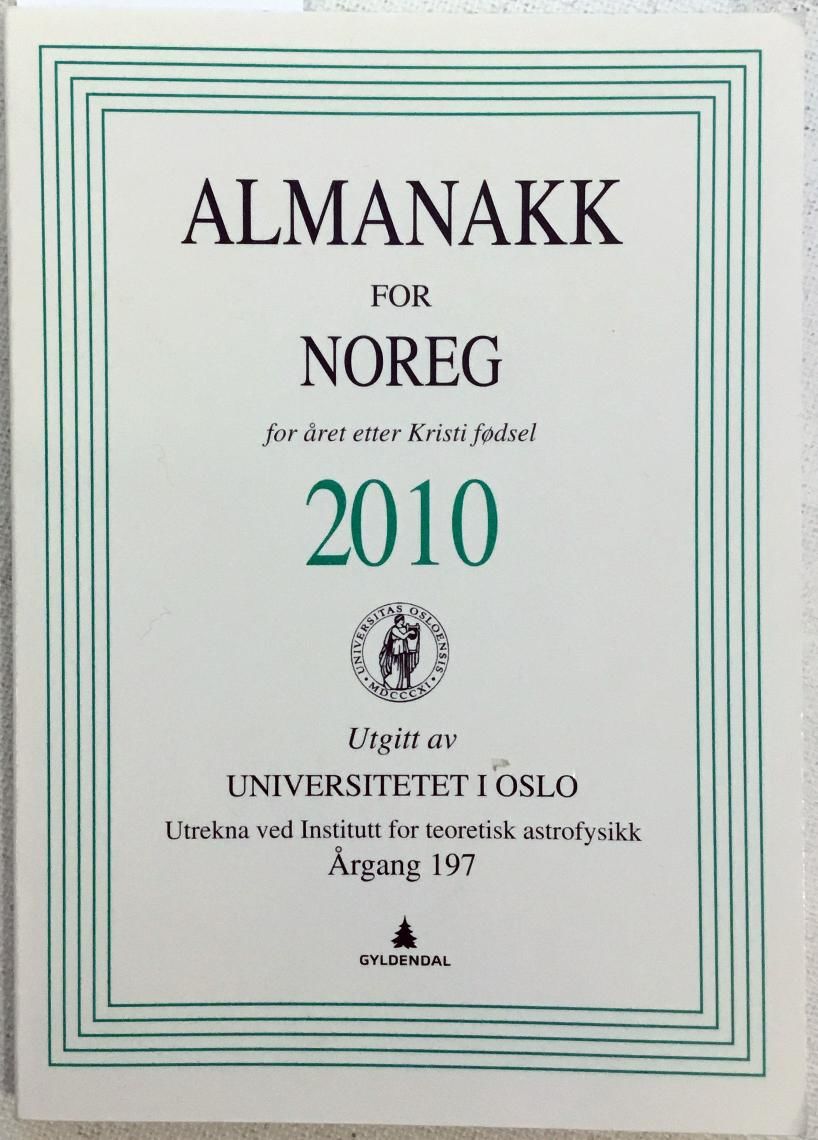 ALMANAKK
FOR
NOREG
for året etter Kristi fødsel
2010
UNIVERSITAS OSLOENSIS
MDCCCXI
Utgitt av
UNIVERSITETET I OSLO
Utrekna ved Institutt for teoretisk astrofysikk
Årgang 197
GYLDENDAL